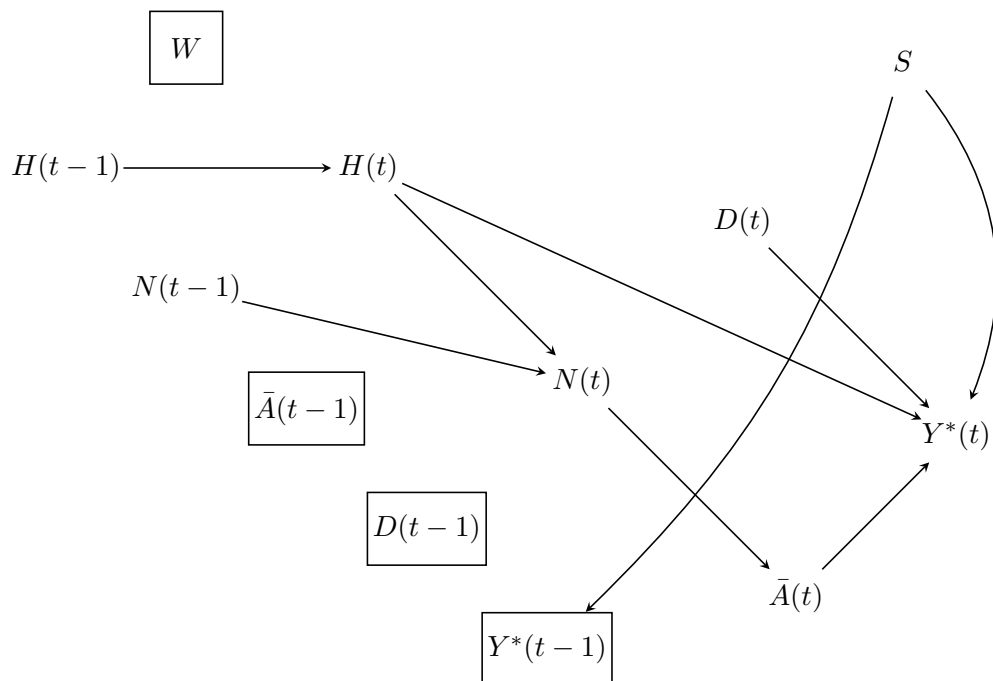 W
S
H(t − 1)
H(t)
D(t)
N(t−1)
N(t)
Ā(t−1)
Y*(t)
D(t−1)
Ā(t)
Y*(t−1)